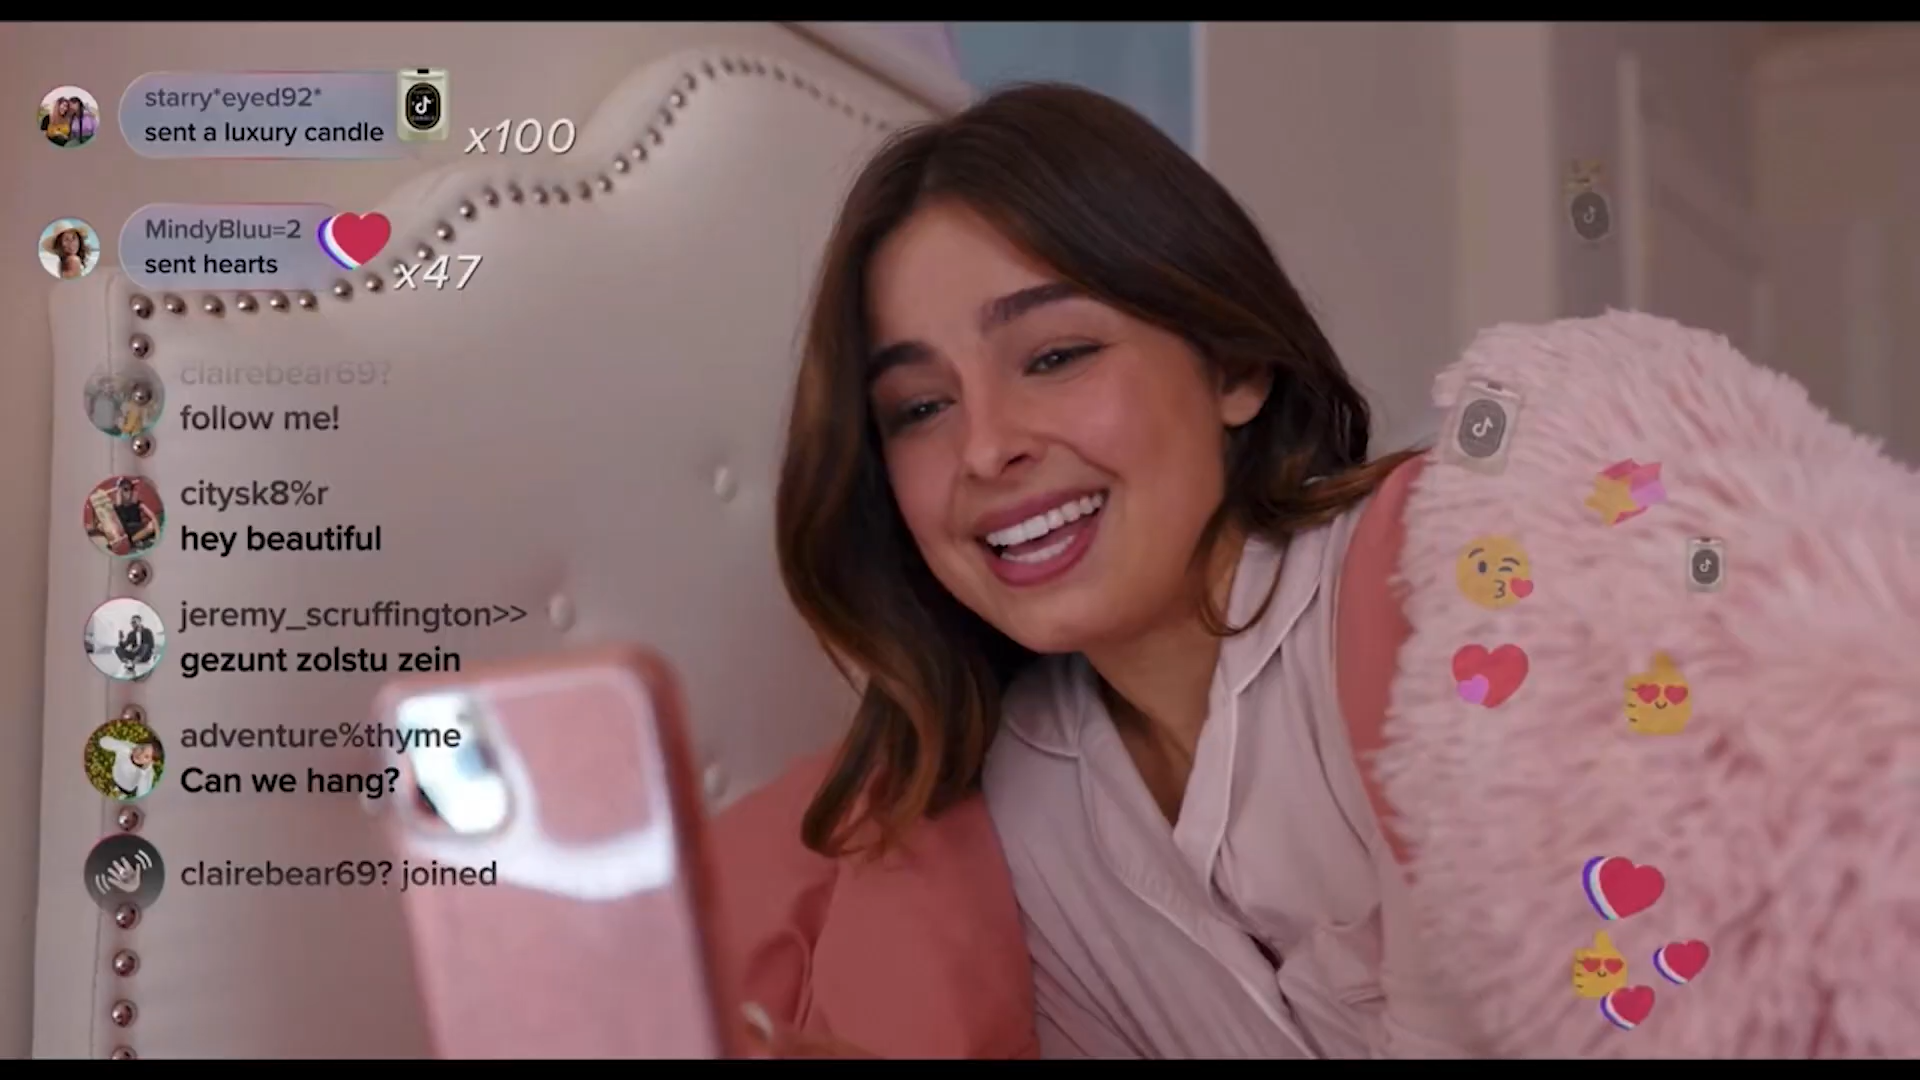 starry*eyed92*
sent a luxury candle
x100
MindyBluu=2
sent hearts
x47
clairebear69?
follow me!
citysk8%r
hey beautiful
jeremy_scruffington>>
gezunt zolstu zein
adventure%thyme
Can we hang?
clairebear69? joined